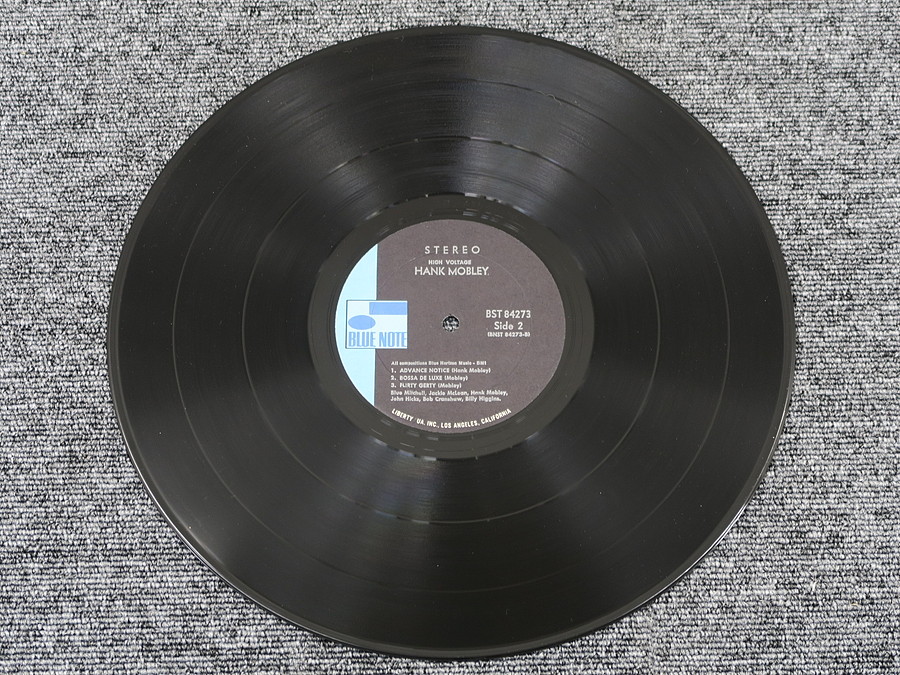 STEREO
HIGH VOLTAGE
HANK MOBLEY
BST 84273
Side 2
(BNST 84273-B)
BLUE NOTE
All compositions Blue Horizon Music - BMI
1. ADVANCE NOTICE (Hank Mobley)
2. BOSSA DE LUXE (Mobley)
3. FLIRTY GERTY (Mobley)
Blue Mitchell, Jackie McLean, Hank Mobley,
John Hicks, Bob Cranshaw, Billy Higgins.
LIBERTY/UA, INC., LOS ANGELES, CALIFORNIA